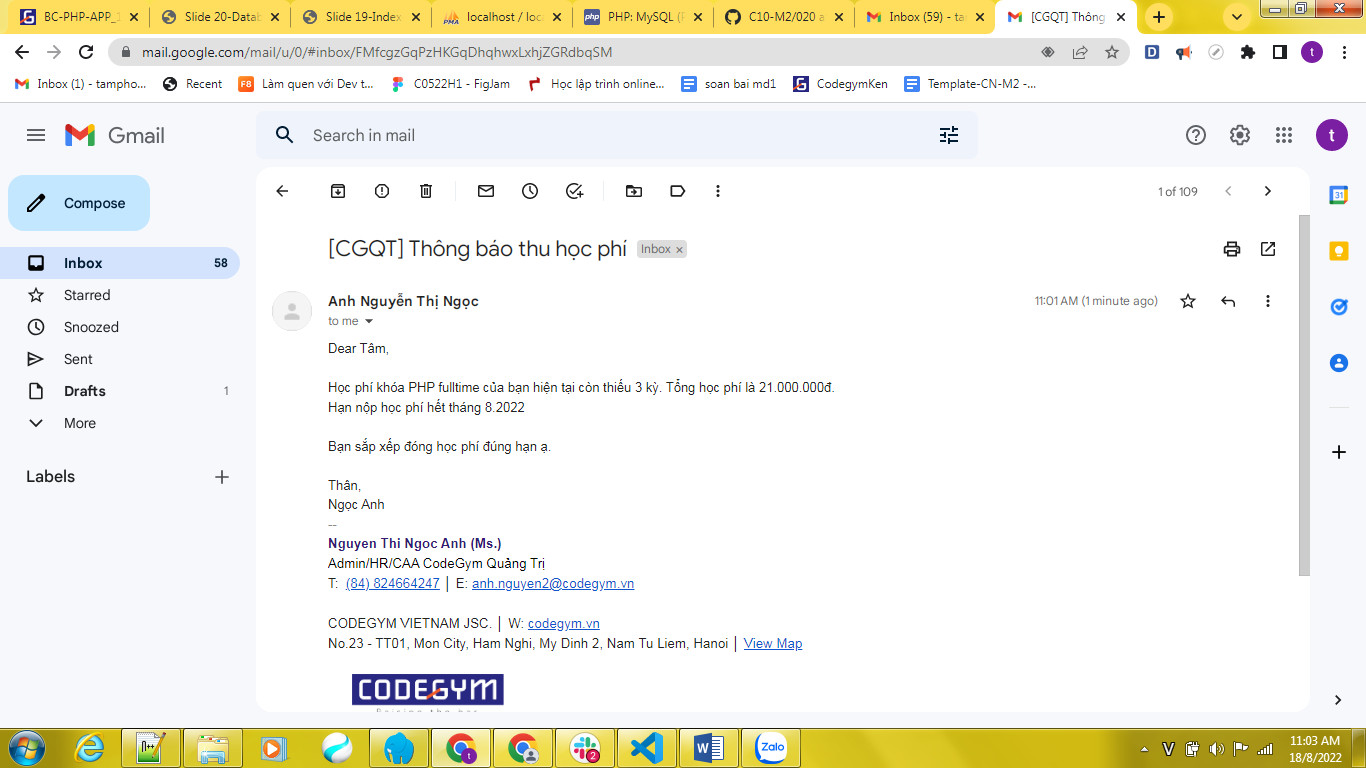 BC-PHP-APP_1
Slide 20-Datab
Slide 19-Index
localhost / loca
PHP: MySQL (F
C10-M2/020 a
Inbox (59) - ta
[CGQT] Thông
mail.google.com/mail/u/0/#inbox/FMfcgzGqPzHKGqDhqhwxLxhjZGRdbqSM
Inbox (1) - tampho...
Recent
Làm quen với Dev t...
C0522H1 - FigJam
Học lập trình online...
soan bai md1
CodegymKen
Template-CN-M2 -...
Gmail
Search in mail
t
Compose
1 of 109
Inbox 58
Starred
Snoozed
Sent
Drafts 1
More
Labels
[CGQT] Thông báo thu học phí Inbox ×
Anh Nguyễn Thị Ngọc
11:01 AM (1 minute ago)
to me
Dear Tâm,
Học phí khóa PHP fulltime của bạn hiện tại còn thiếu 3 kỳ. Tổng học phí là 21.000.000đ.
Hạn nộp học phí hết tháng 8.2022
Bạn sắp xếp đóng học phí đúng hạn ạ.
Thân,
Ngọc Anh
--
Nguyen Thi Ngoc Anh (Ms.)
Admin/HR/CAA CodeGym Quảng Trị
T: (84) 824664247 | E: anh.nguyen2@codegym.vn
CODEGYM VIETNAM JSC. | W: codegym.vn
No.23 - TT01, Mon City, Ham Nghi, My Dinh 2, Nam Tu Liem, Hanoi | View Map
CODEGYM
Zalo
11:03 AM
18/8/2022